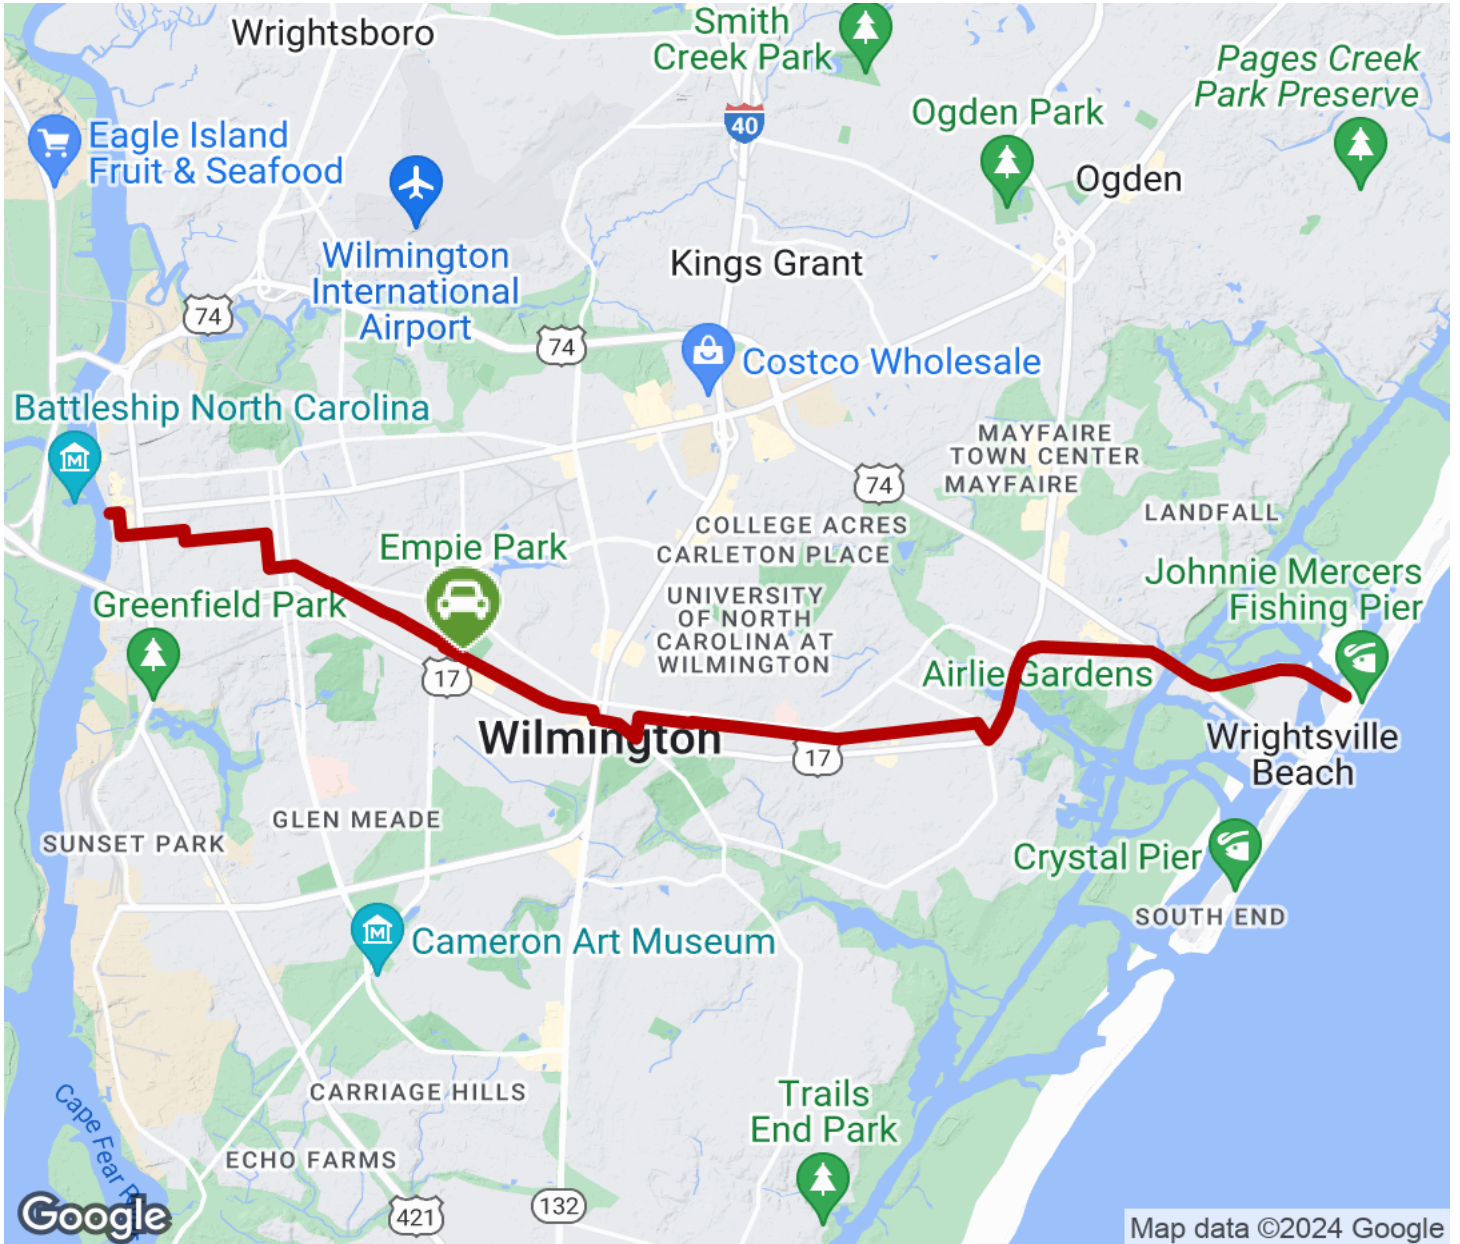 Wrightsboro
Smith
Creek Park
Pages Creek
Park Preserve
40
Ogden Park
Eagle Island
Fruit & Seafood
Ogden
Wilmington
International
Airport
Kings Grant
74
74
Costco Wholesale
Battleship North Carolina
MAYFAIRE
TOWN CENTER
MAYFAIRE
74
LANDFALL
COLLEGE ACRES
CARLETON PLACE
Empie Park
Johnnie Mercers
Fishing Pier
UNIVERSITY
OF NORTH
CAROLINA AT
WILMINGTON
Greenfield Park
17
Airlie Gardens
Wilmington
17
Wrightsville
Beach
GLEN MEADE
SUNSET PARK
Crystal Pier
SOUTH END
Cameron Art Museum
CARRIAGE HILLS
Trails
End Park
Cape Fear
ECHO FARMS
132
421
Google
Map data ©2024 Google